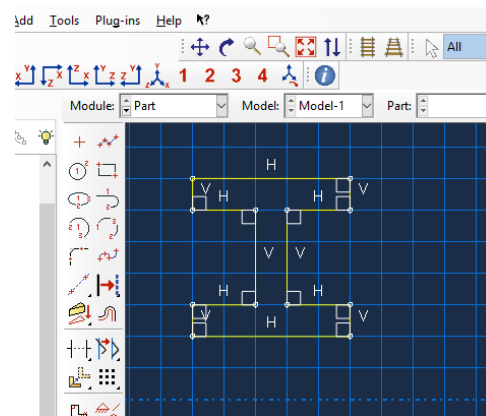 Add Tools Plug-ins Help
All
x Y Z x Z x Y Z Y 1 2 3 4 Y Z x i
Module: Part Model: Model-1 Part:
H
V H H V
V V
H H
V V
H